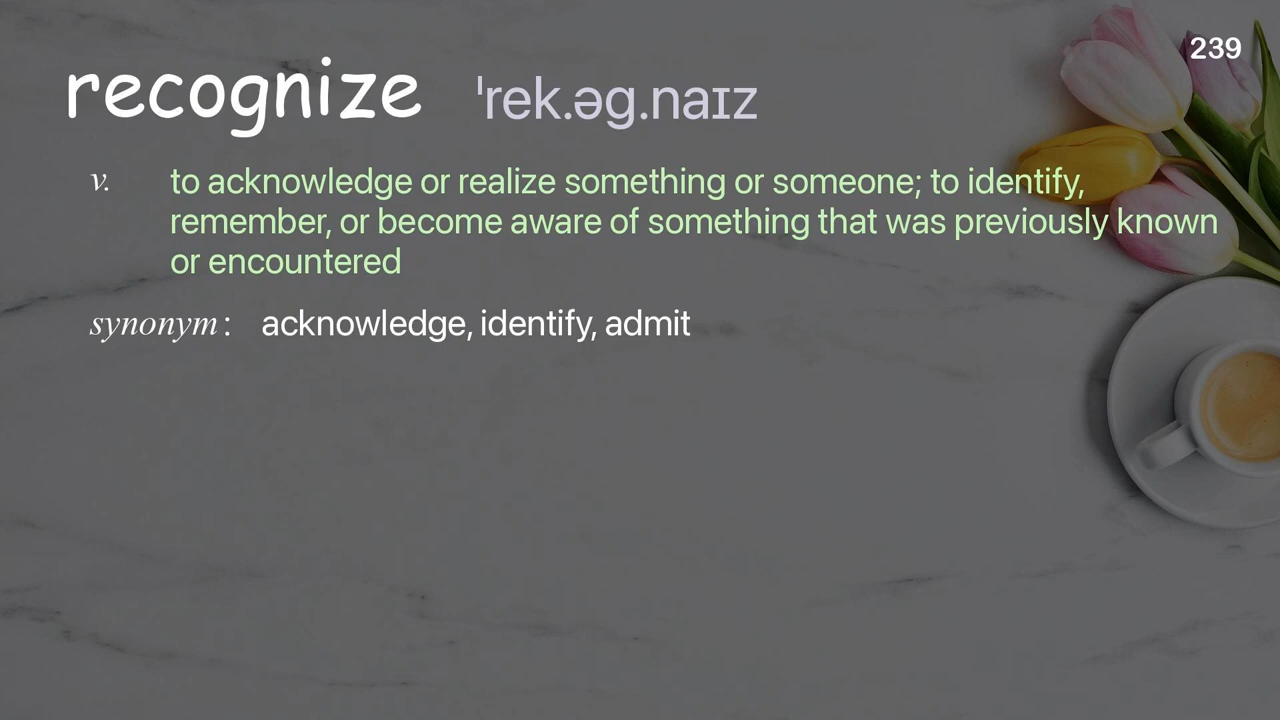 239
recognize ˈrek.əg.naɪz
v. to acknowledge or realize something or someone; to identify,
remember, or become aware of something that was previously known
or encountered
synonym: acknowledge, identify, admit